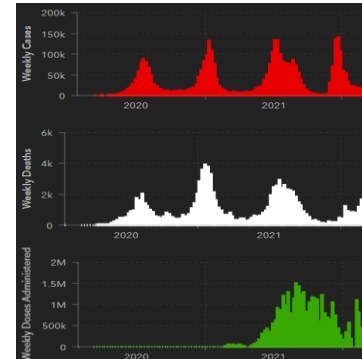 Weekly Cases
200k
150k
100k
50k
0
2020
2021
Weekly Deaths
6k
4k
2k
0
2020
2021
Weekly Doses Administered
2M
1.5M
1M
500k
0
2020
2021